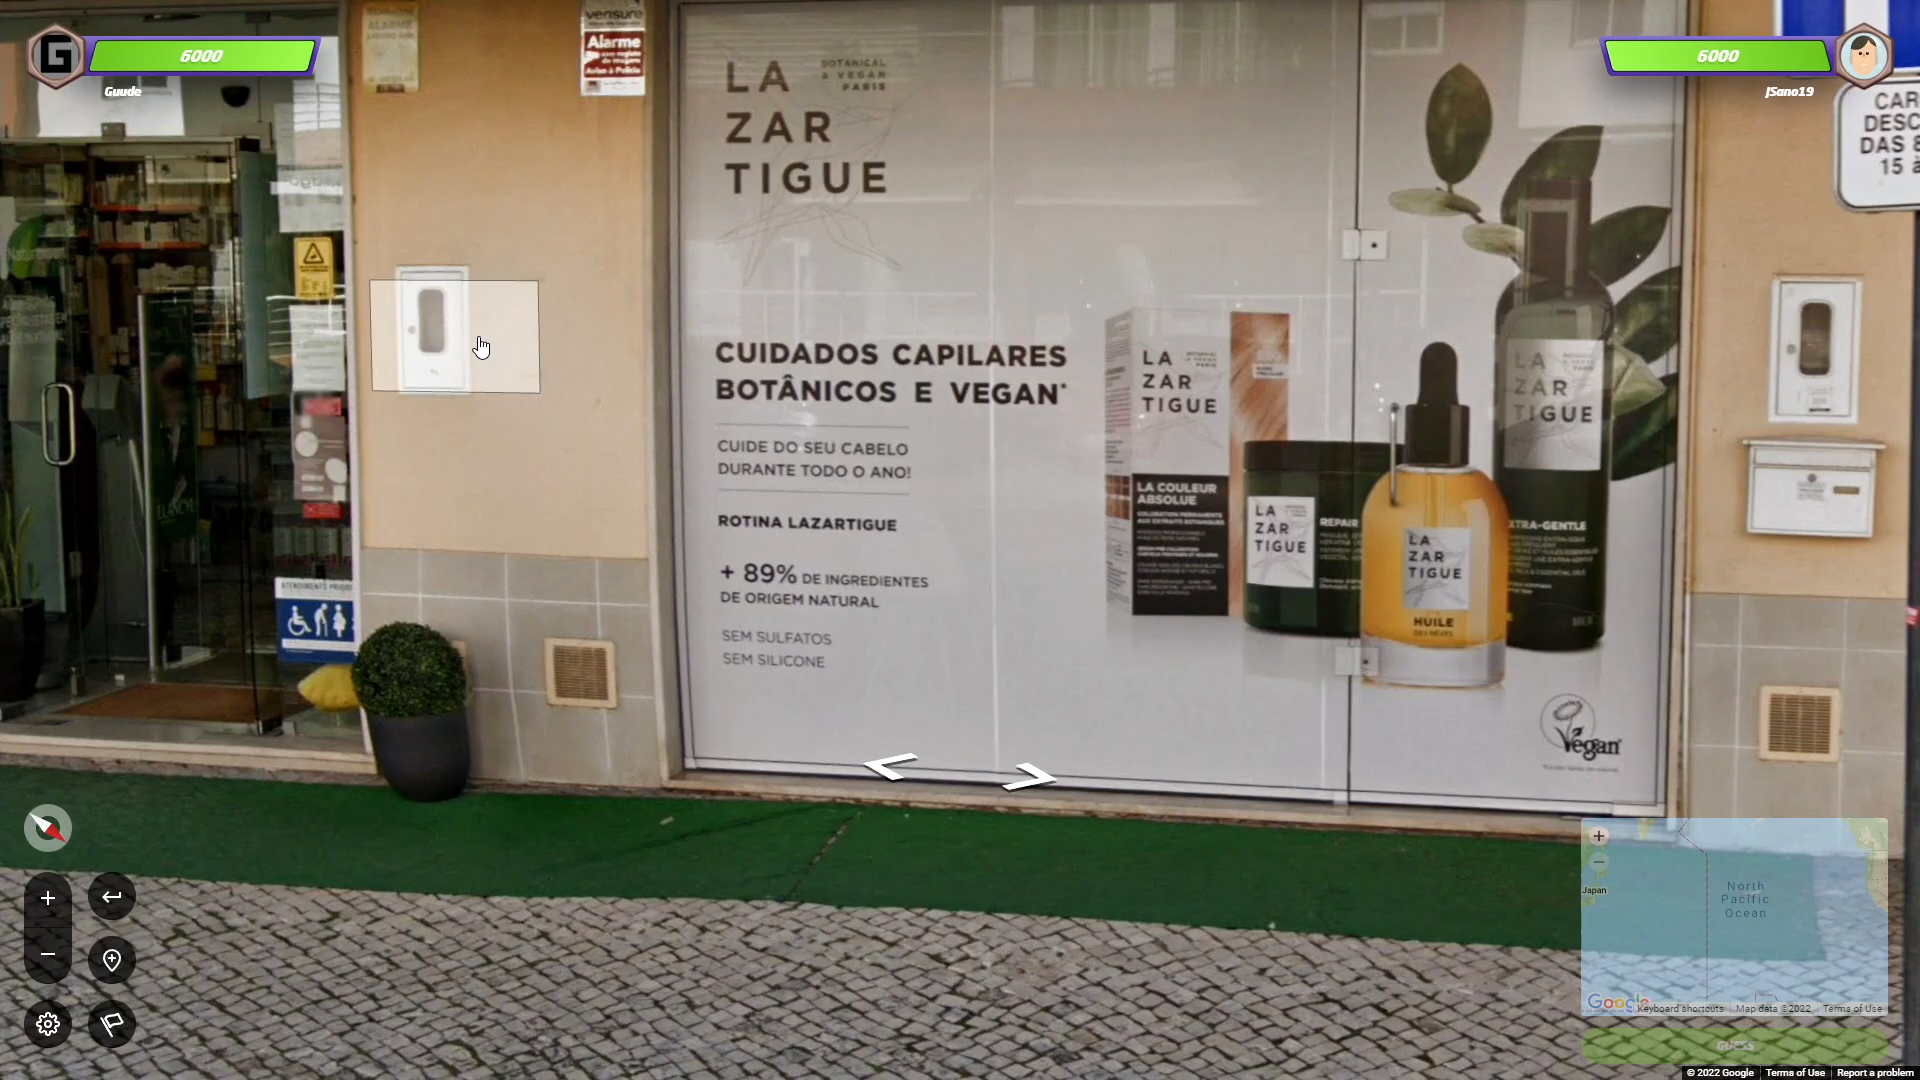 6000
Guude
6000
JSano19
verisure
Alarme
LA
ZAR
TIGUE
BOTANICAL
& VEGAN
PARIS
CAR
DESC
DAS 8
15 à
CUIDADOS CAPILARES
BOTÂNICOS E VEGAN*
CUIDE DO SEU CABELO
DURANTE TODO O ANO!
ROTINA LAZARTIGUE
+ 89% DE INGREDIENTES
DE ORIGEM NATURAL
SEM SULFATOS
SEM SILICONE
LA
ZAR
TIGUE
LA COULEUR
ABSOLUE
LA
ZAR
TIGUE
REPAIR
LA
ZAR
TIGUE
HUILE
LA
ZAR
TIGUE
XTRA-GENTLE
Vegan
Japan
North
Pacific
Ocean
Google
Keyboard shortcuts
Map data ©2022
Terms of Use
GUESS
© 2022 Google
Terms of Use
Report a problem